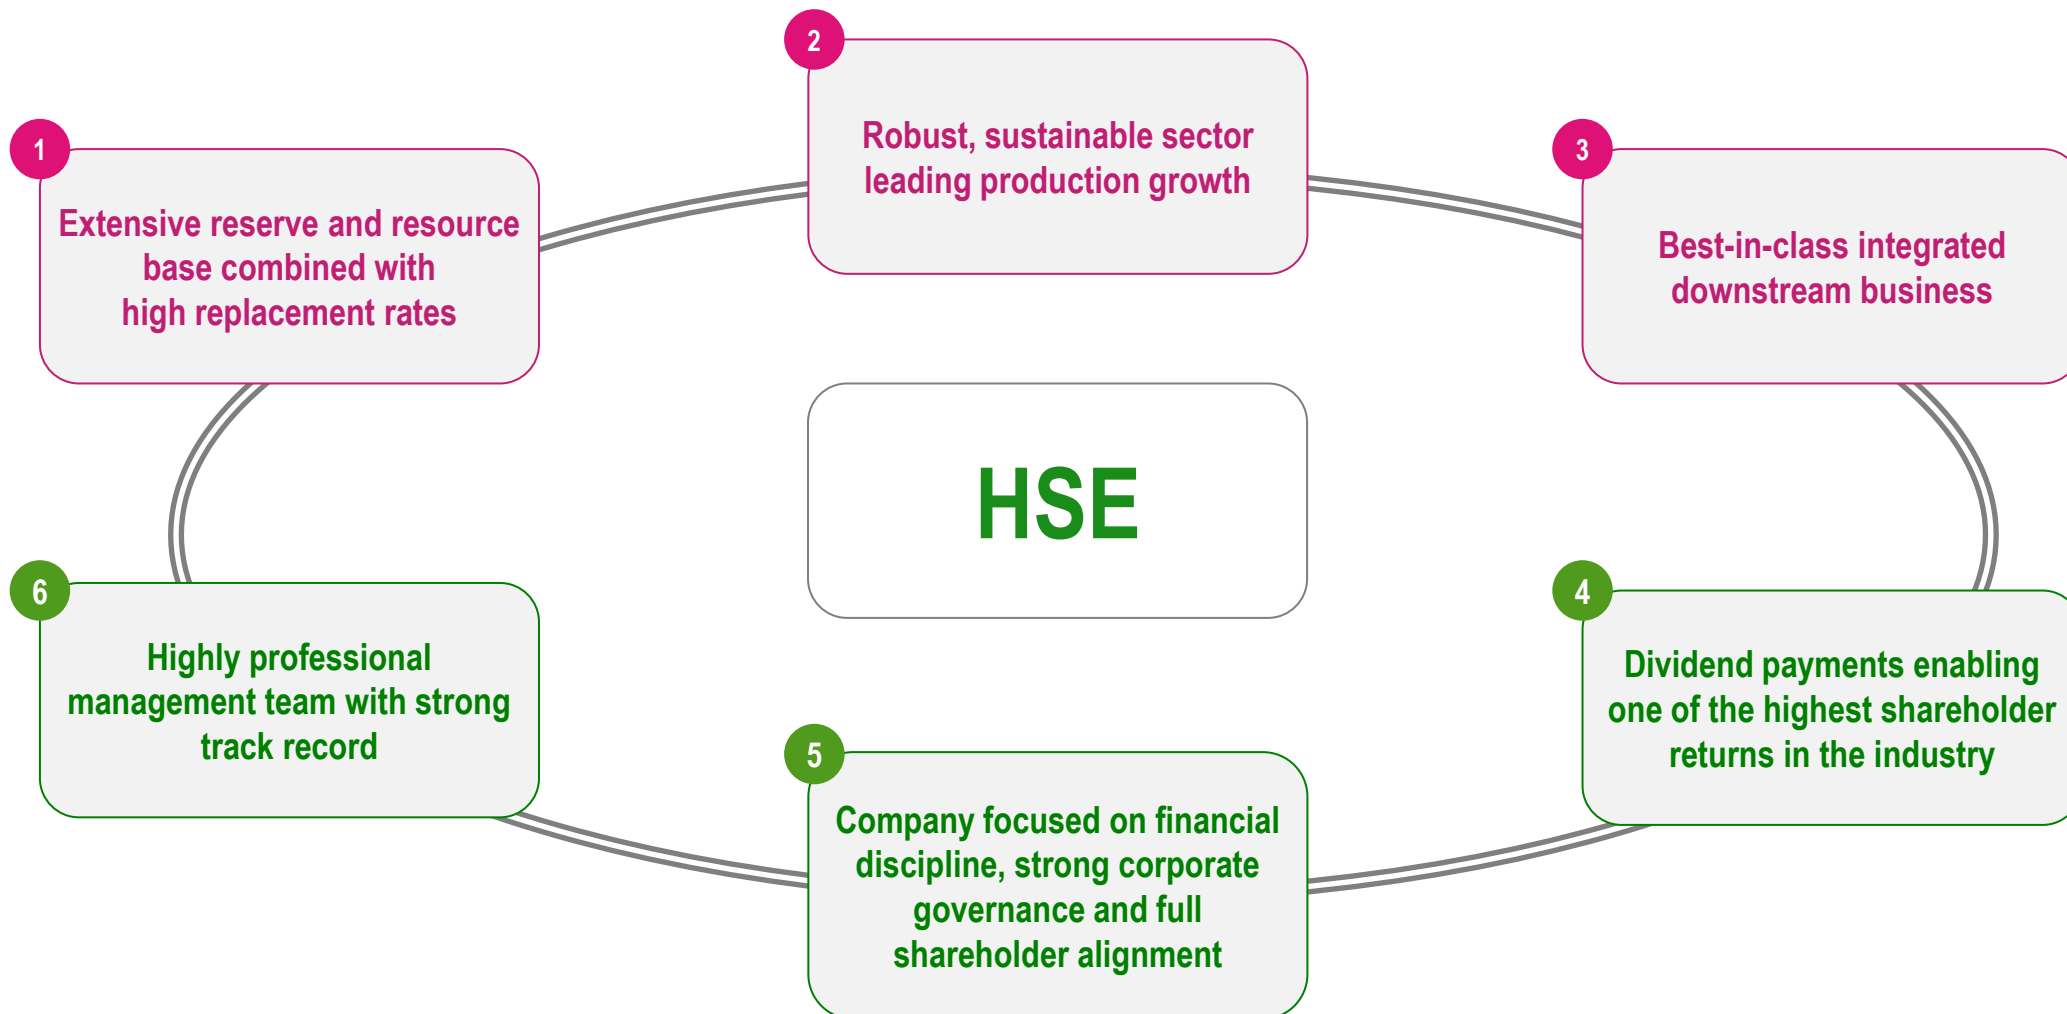 1
Extensive reserve and resource
base combined with
high replacement rates
2
Robust, sustainable sector
leading production growth
3
Best-in-class integrated
downstream business
HSE
4
Dividend payments enabling
one of the highest shareholder
returns in the industry
5
Company focused on financial
discipline, strong corporate
governance and full
shareholder alignment
6
Highly professional
management team with strong
track record